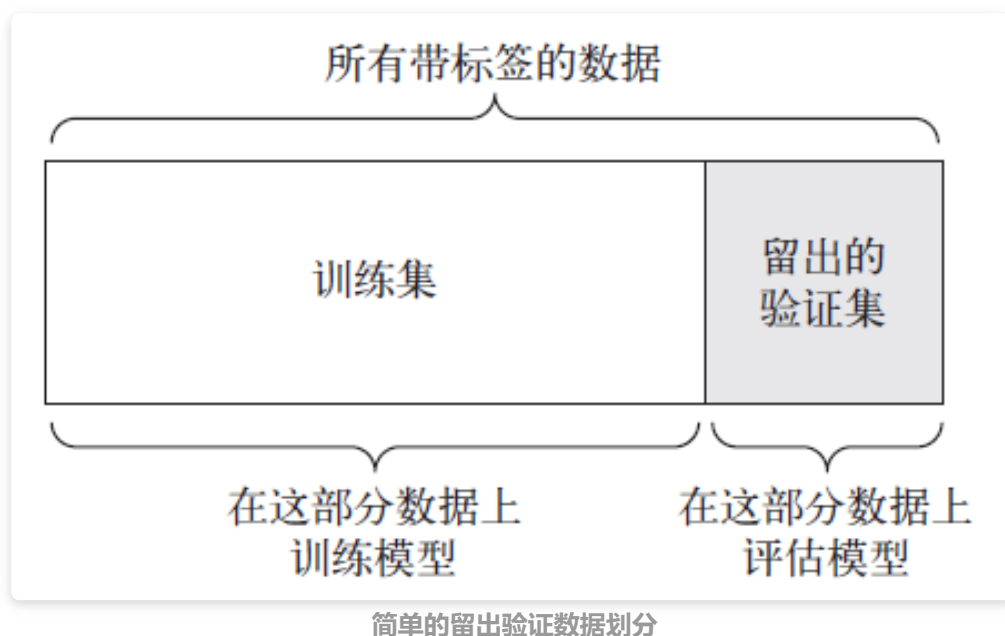 所有带标签的数据
训练集
留出的
验证集
在这部分数据上
训练模型
在这部分数据上
评估模型
简单的留出验证数据划分